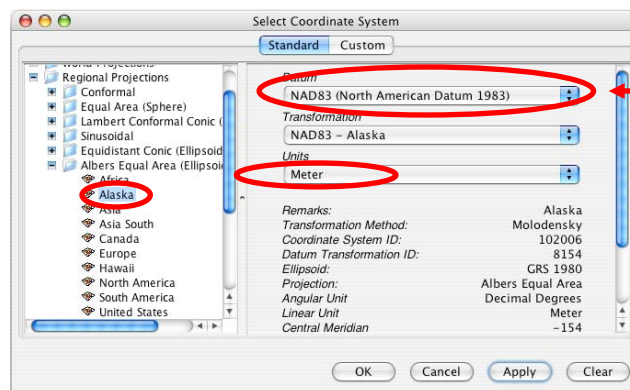 Select Coordinate System
Standard Custom
World Projections
Regional Projections
Conformal
Equal Area (Sphere)
Lambert Conformal Conic (
Sinusoidal
Equidistant Conic (Ellipsoid
Albers Equal Area (Ellipsoi
Africa
Alaska
Asia
Asia South
Canada
Europe
Hawaii
North America
South America
United States
Datum
NAD83 (North American Datum 1983)
Transformation
NAD83 - Alaska
Units
Meter
Remarks: Alaska
Transformation Method: Molodensky
Coordinate System ID: 102006
Datum Transformation ID: 8154
Ellipsoid: GRS 1980
Projection: Albers Equal Area
Angular Unit Decimal Degrees
Linear Unit Meter
Central Meridian -154
OK Cancel Apply Clear